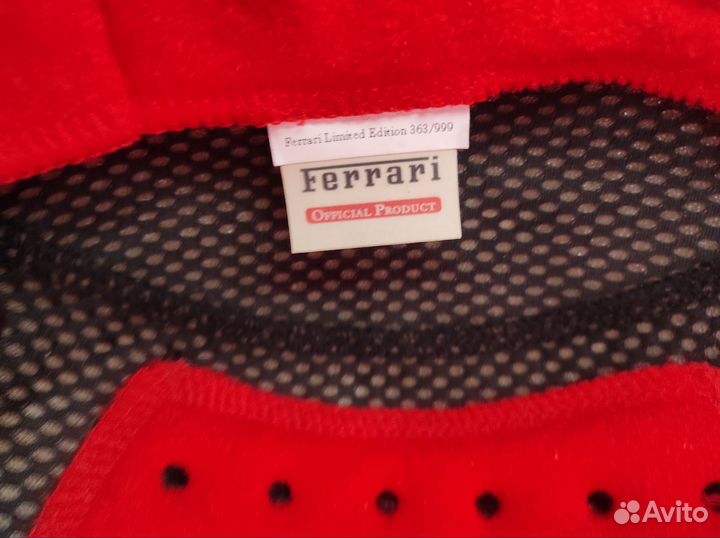 Ferrari Limited Edition 363/999
Ferrari
OFFICIAL PRODUCT
Avito